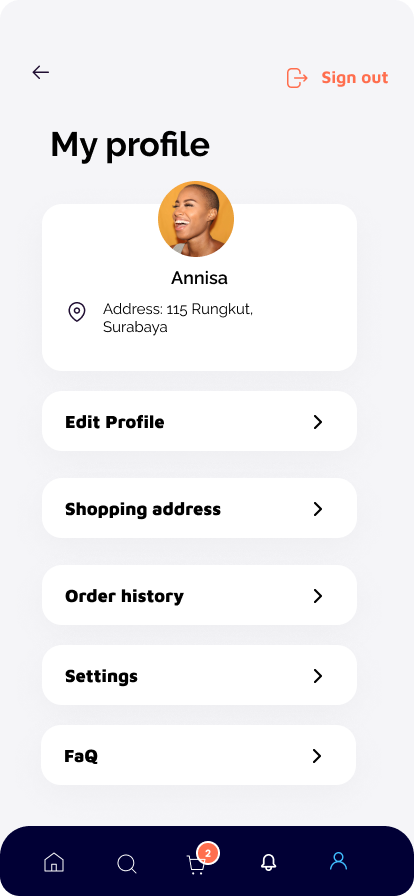 Sign out
My profile
Annisa
Address: 115 Rungkut,
Surabaya
Edit Profile
Shopping address
Order history
Settings
FaQ
2